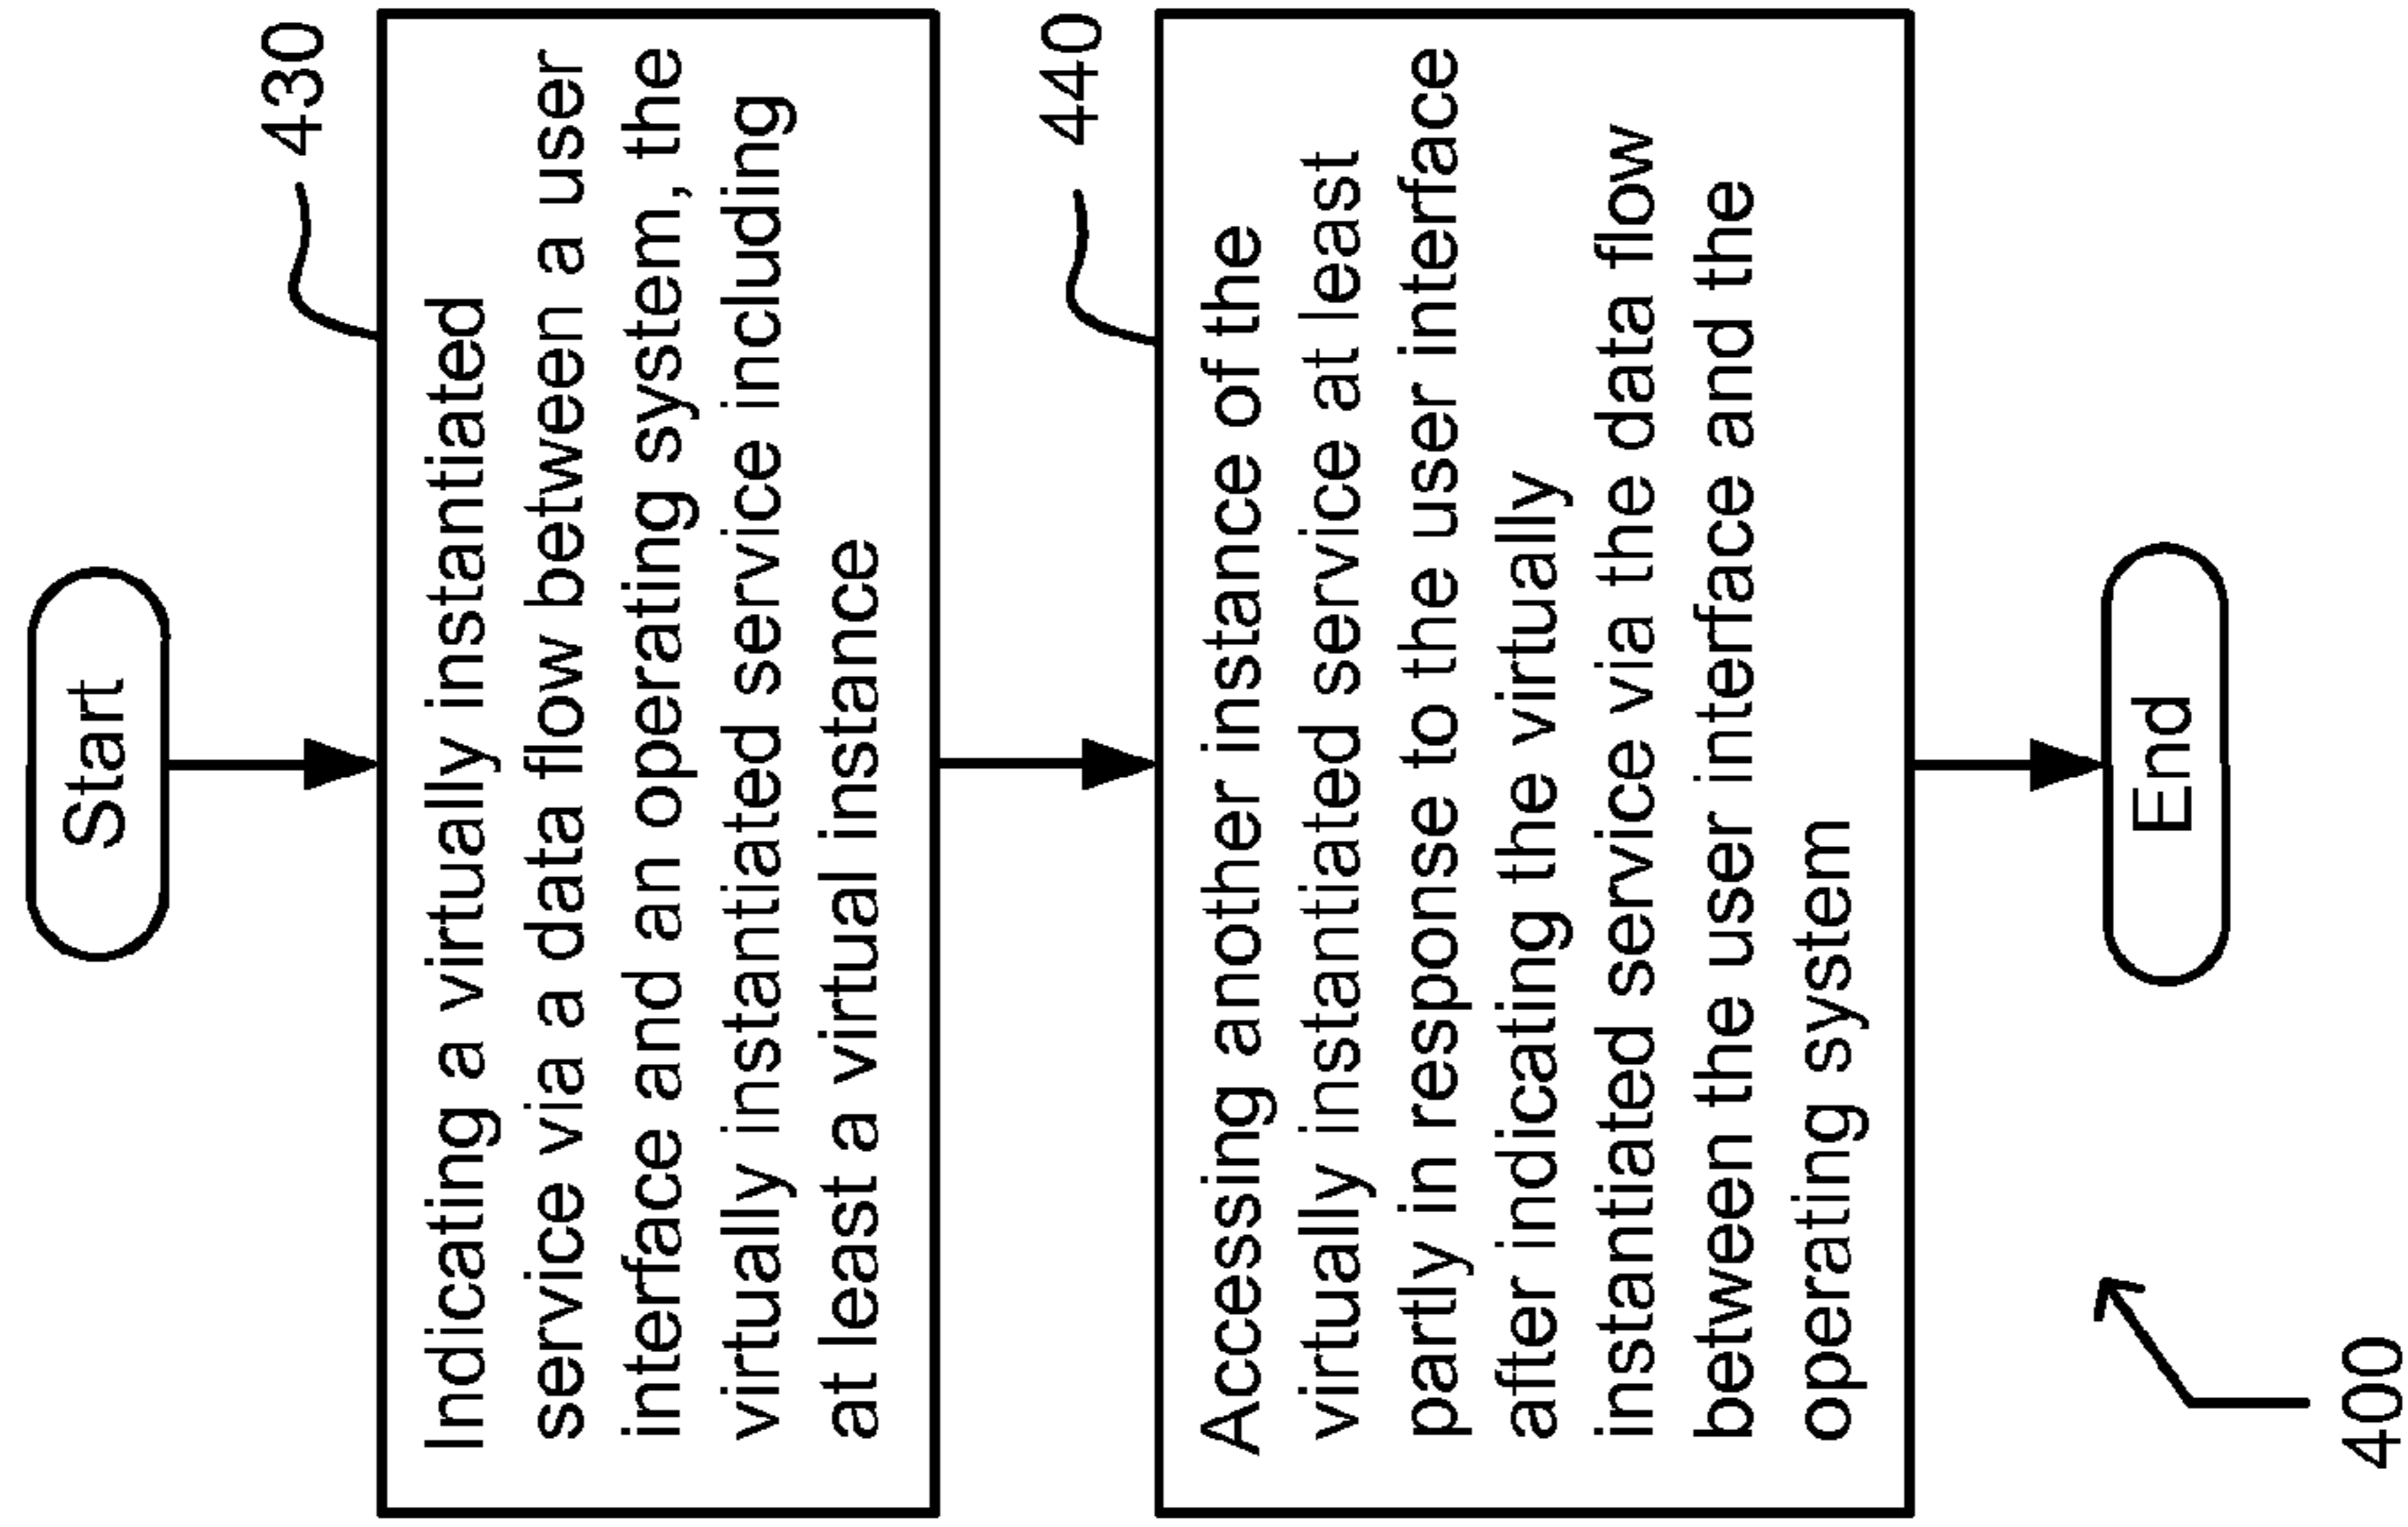 Start
430
Indicating a virtually instantiated
service via a data flow between a user
interface and an operating system, the
virtually instantiated service including
at least a virtual instance
440
Accessing another instance of the
virtually instantiated service at least
partly in response to the user interface
after indicating the virtually
instantiated service via the data flow
between the user interface and the
operating system
End
400